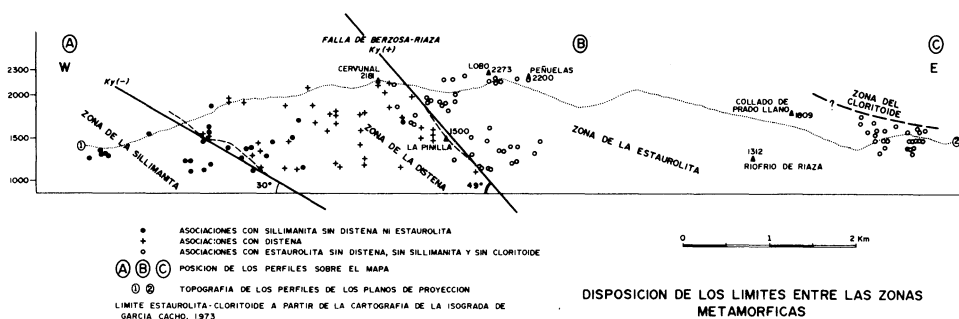 A
B
C
W
E
FALLA DE BERZOSA-RIAZA
Ky (+)
Ky(-)
2300
2000
1500
1000
CERVUNAL
2181
LOBO
2273
PEÑUELAS
2200
ZONA DEL
CLORITOIDE
?
COLLADO DE
PRADO LLANO
1809
1
2
1500
LA PINILLA
ZONA DE LA SILLIMANITA
ZONA DE LA DISTENA
ZONA DE LA ESTAUROLITA
1312
RIOFRIO DE RIAZA
30°
49°
ASOCIACIONES CON SILLIMANITA SIN DISTENA NI ESTAUROLITA
ASOCIACIONES CON DISTENA
ASOCIACIONES CON ESTAUROLITA SIN DISTENA, SIN SILLIMANITA Y SIN CLORITOIDE
A B C POSICION DE LOS PERFILES SOBRE EL MAPA
1 2 TOPOGRAFIA DE LOS PERFILES DE LOS PLANOS DE PROYECCION
LIMITE ESTAUROLITA-CLORITOIDE A PARTIR DE LA CARTOGRAFIA DE LA ISOGRADA DE
GARCIA CACHO, 1973
0 1 2 Km
DISPOSICION DE LOS LIMITES ENTRE LAS ZONAS
METAMORFICAS